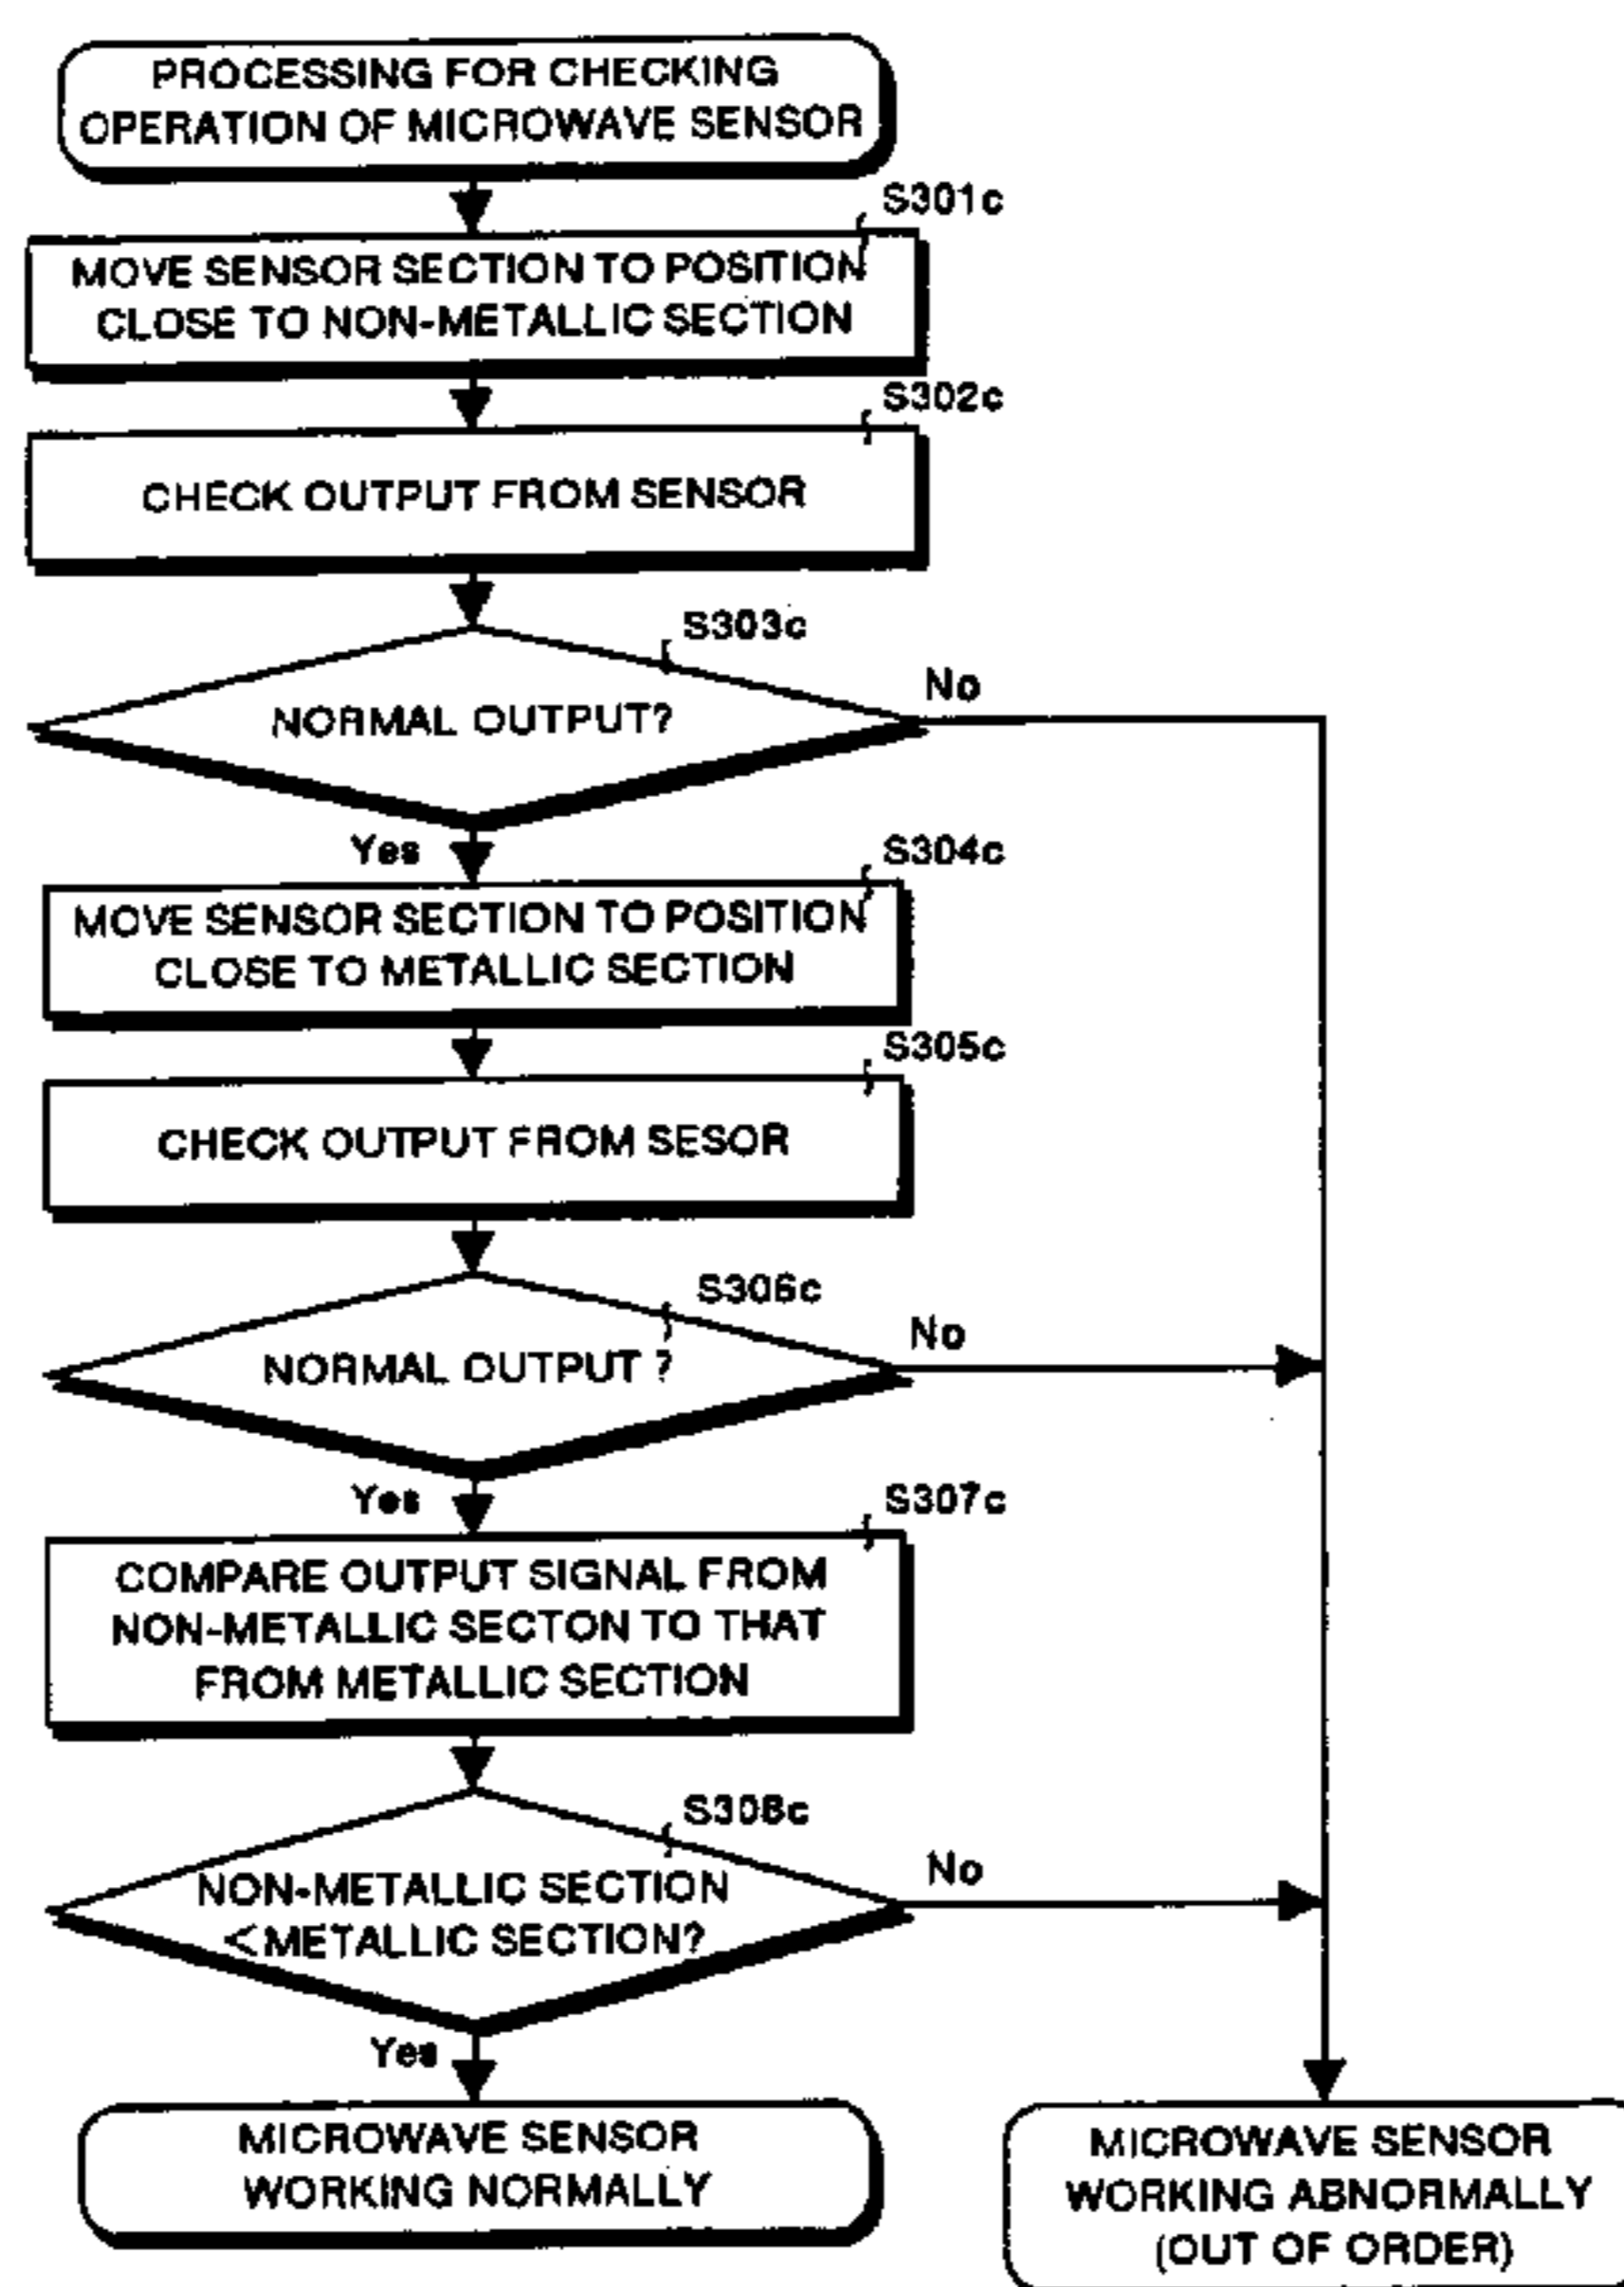 PROCESSING FOR CHECKING
OPERATION OF MICROWAVE SENSOR
S301c
MOVE SENSOR SECTION TO POSITION
CLOSE TO NON-METALLIC SECTION
S302c
CHECK OUTPUT FROM SENSOR
S303c
NORMAL OUTPUT?
No
Yes
S304c
MOVE SENSOR SECTION TO POSITION
CLOSE TO METALLIC SECTION
S305c
CHECK OUTPUT FROM SESOR
S306c
NORMAL OUTPUT ?
No
Yes
S307c
COMPARE OUTPUT SIGNAL FROM
NON-METALLIC SECTON TO THAT
FROM METALLIC SECTION
S308c
NON-METALLIC SECTION
<METALLIC SECTION?
No
Yes
MICROWAVE SENSOR
WORKING NORMALLY
MICROWAVE SENSOR
WORKING ABNORMALLY
(OUT OF ORDER)